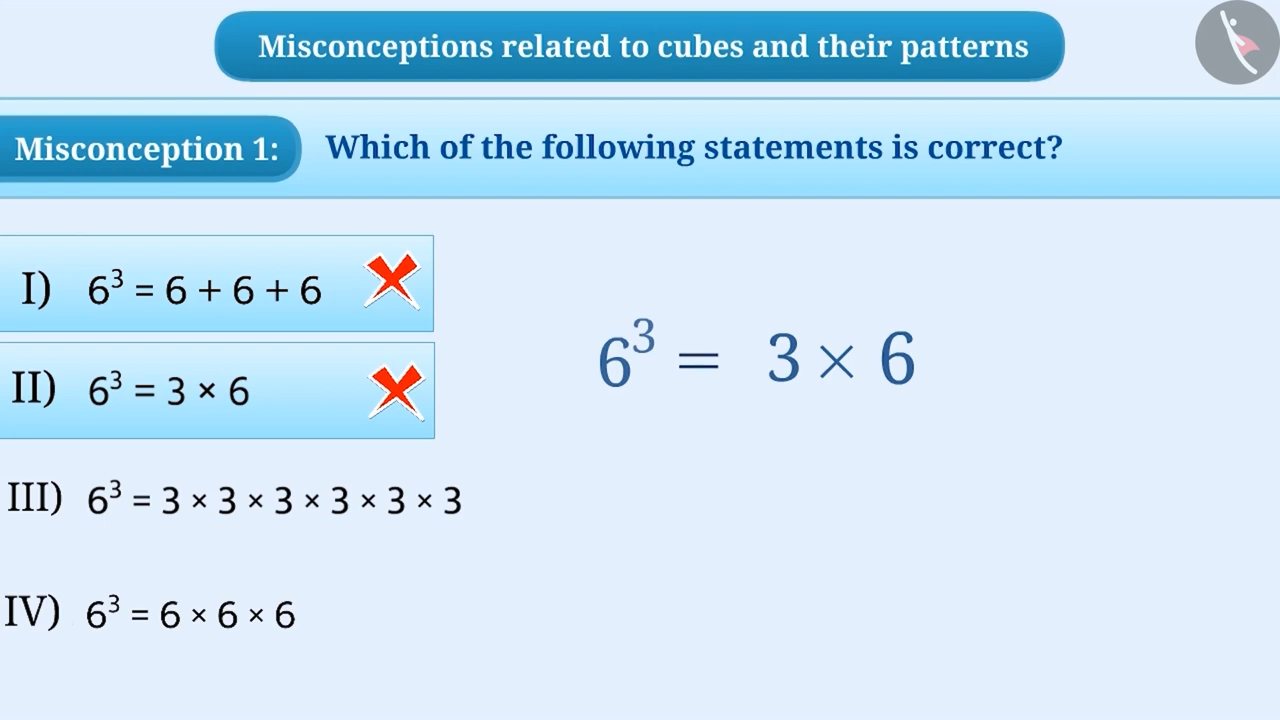 Misconceptions related to cubes and their patterns
Misconception 1: Which of the following statements is correct?
I) 6³ = 6 + 6 + 6
II) 6³ = 3 × 6
6³ = 3 × 6
III) 6³ = 3 × 3 × 3 × 3 × 3 × 3
IV) 6³ = 6 × 6 × 6